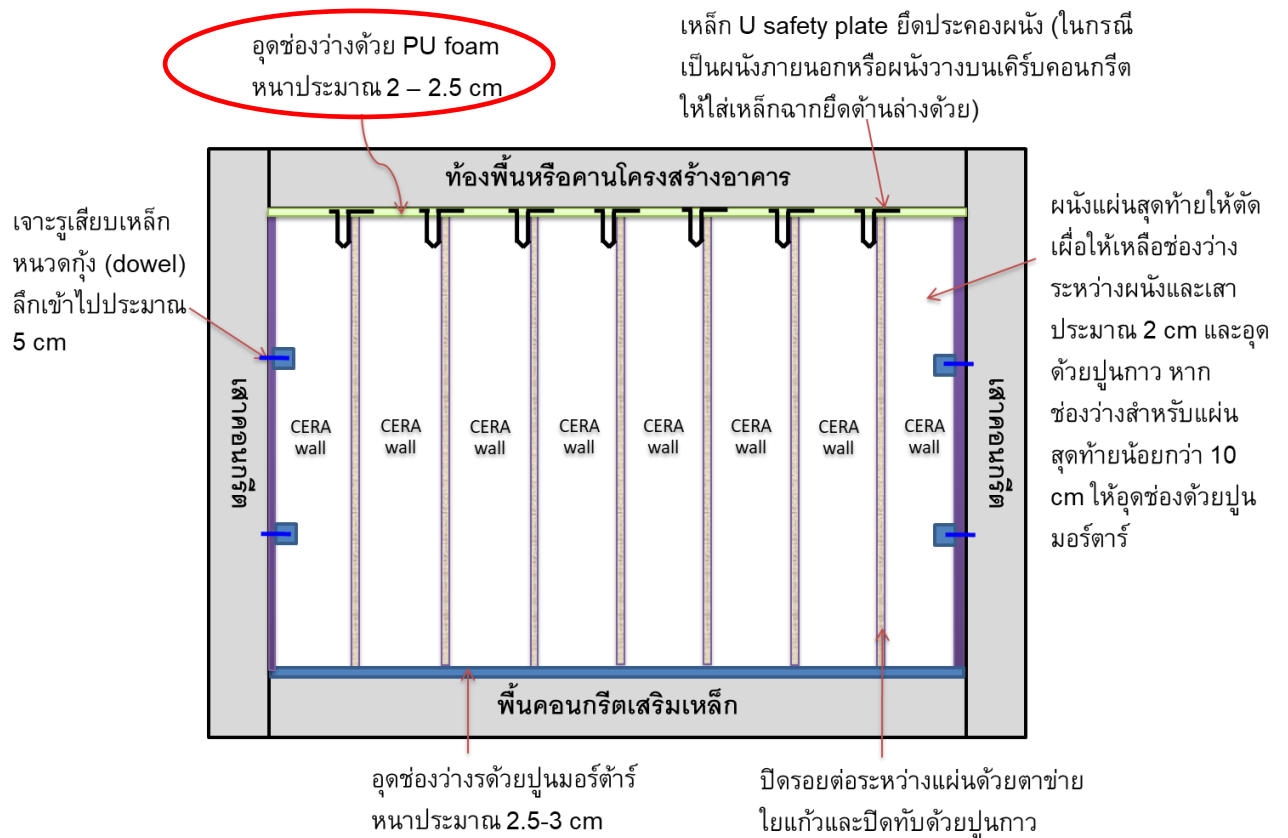 อุดช่องว่างด้วย PU foam
หนาประมาณ 2 – 2.5 cm
เหล็ก U safety plate ยึดประคองผนัง (ในกรณี
เป็นผนังภายนอกหรือผนังวางบนเคิร์บคอนกรีต
ให้ใส่เหล็กฉากยึดด้านล่างด้วย)
ท้องพื้นหรือคานโครงสร้างอาคาร
เจาะรูเสียบเหล็ก
หนวดกุ้ง (dowel)
ลึกเข้าไปประมาณ
5 cm
ผนังแผ่นสุดท้ายให้ตัด
เผื่อให้เหลือช่องว่าง
ระหว่างผนังและเสา
ประมาณ 2 cm และอุด
ด้วยปูนกาว หาก
ช่องว่างสำหรับแผ่น
สุดท้ายน้อยกว่า 10
cm ให้อุดช่องด้วยปูน
มอร์ตาร์
เสาคอนกรีต
CERA
wall
CERA
wall
CERA
wall
CERA
wall
CERA
wall
CERA
wall
CERA
wall
CERA
wall
เสาคอนกรีต
พื้นคอนกรีตเสริมเหล็ก
อุดช่องว่างรด้วยปูนมอร์ต้าร์
หนาประมาณ 2.5-3 cm
ปิดรอยต่อระหว่างแผ่นด้วยตาข่าย
ใยแก้วและปิดทับด้วยปูนกาว